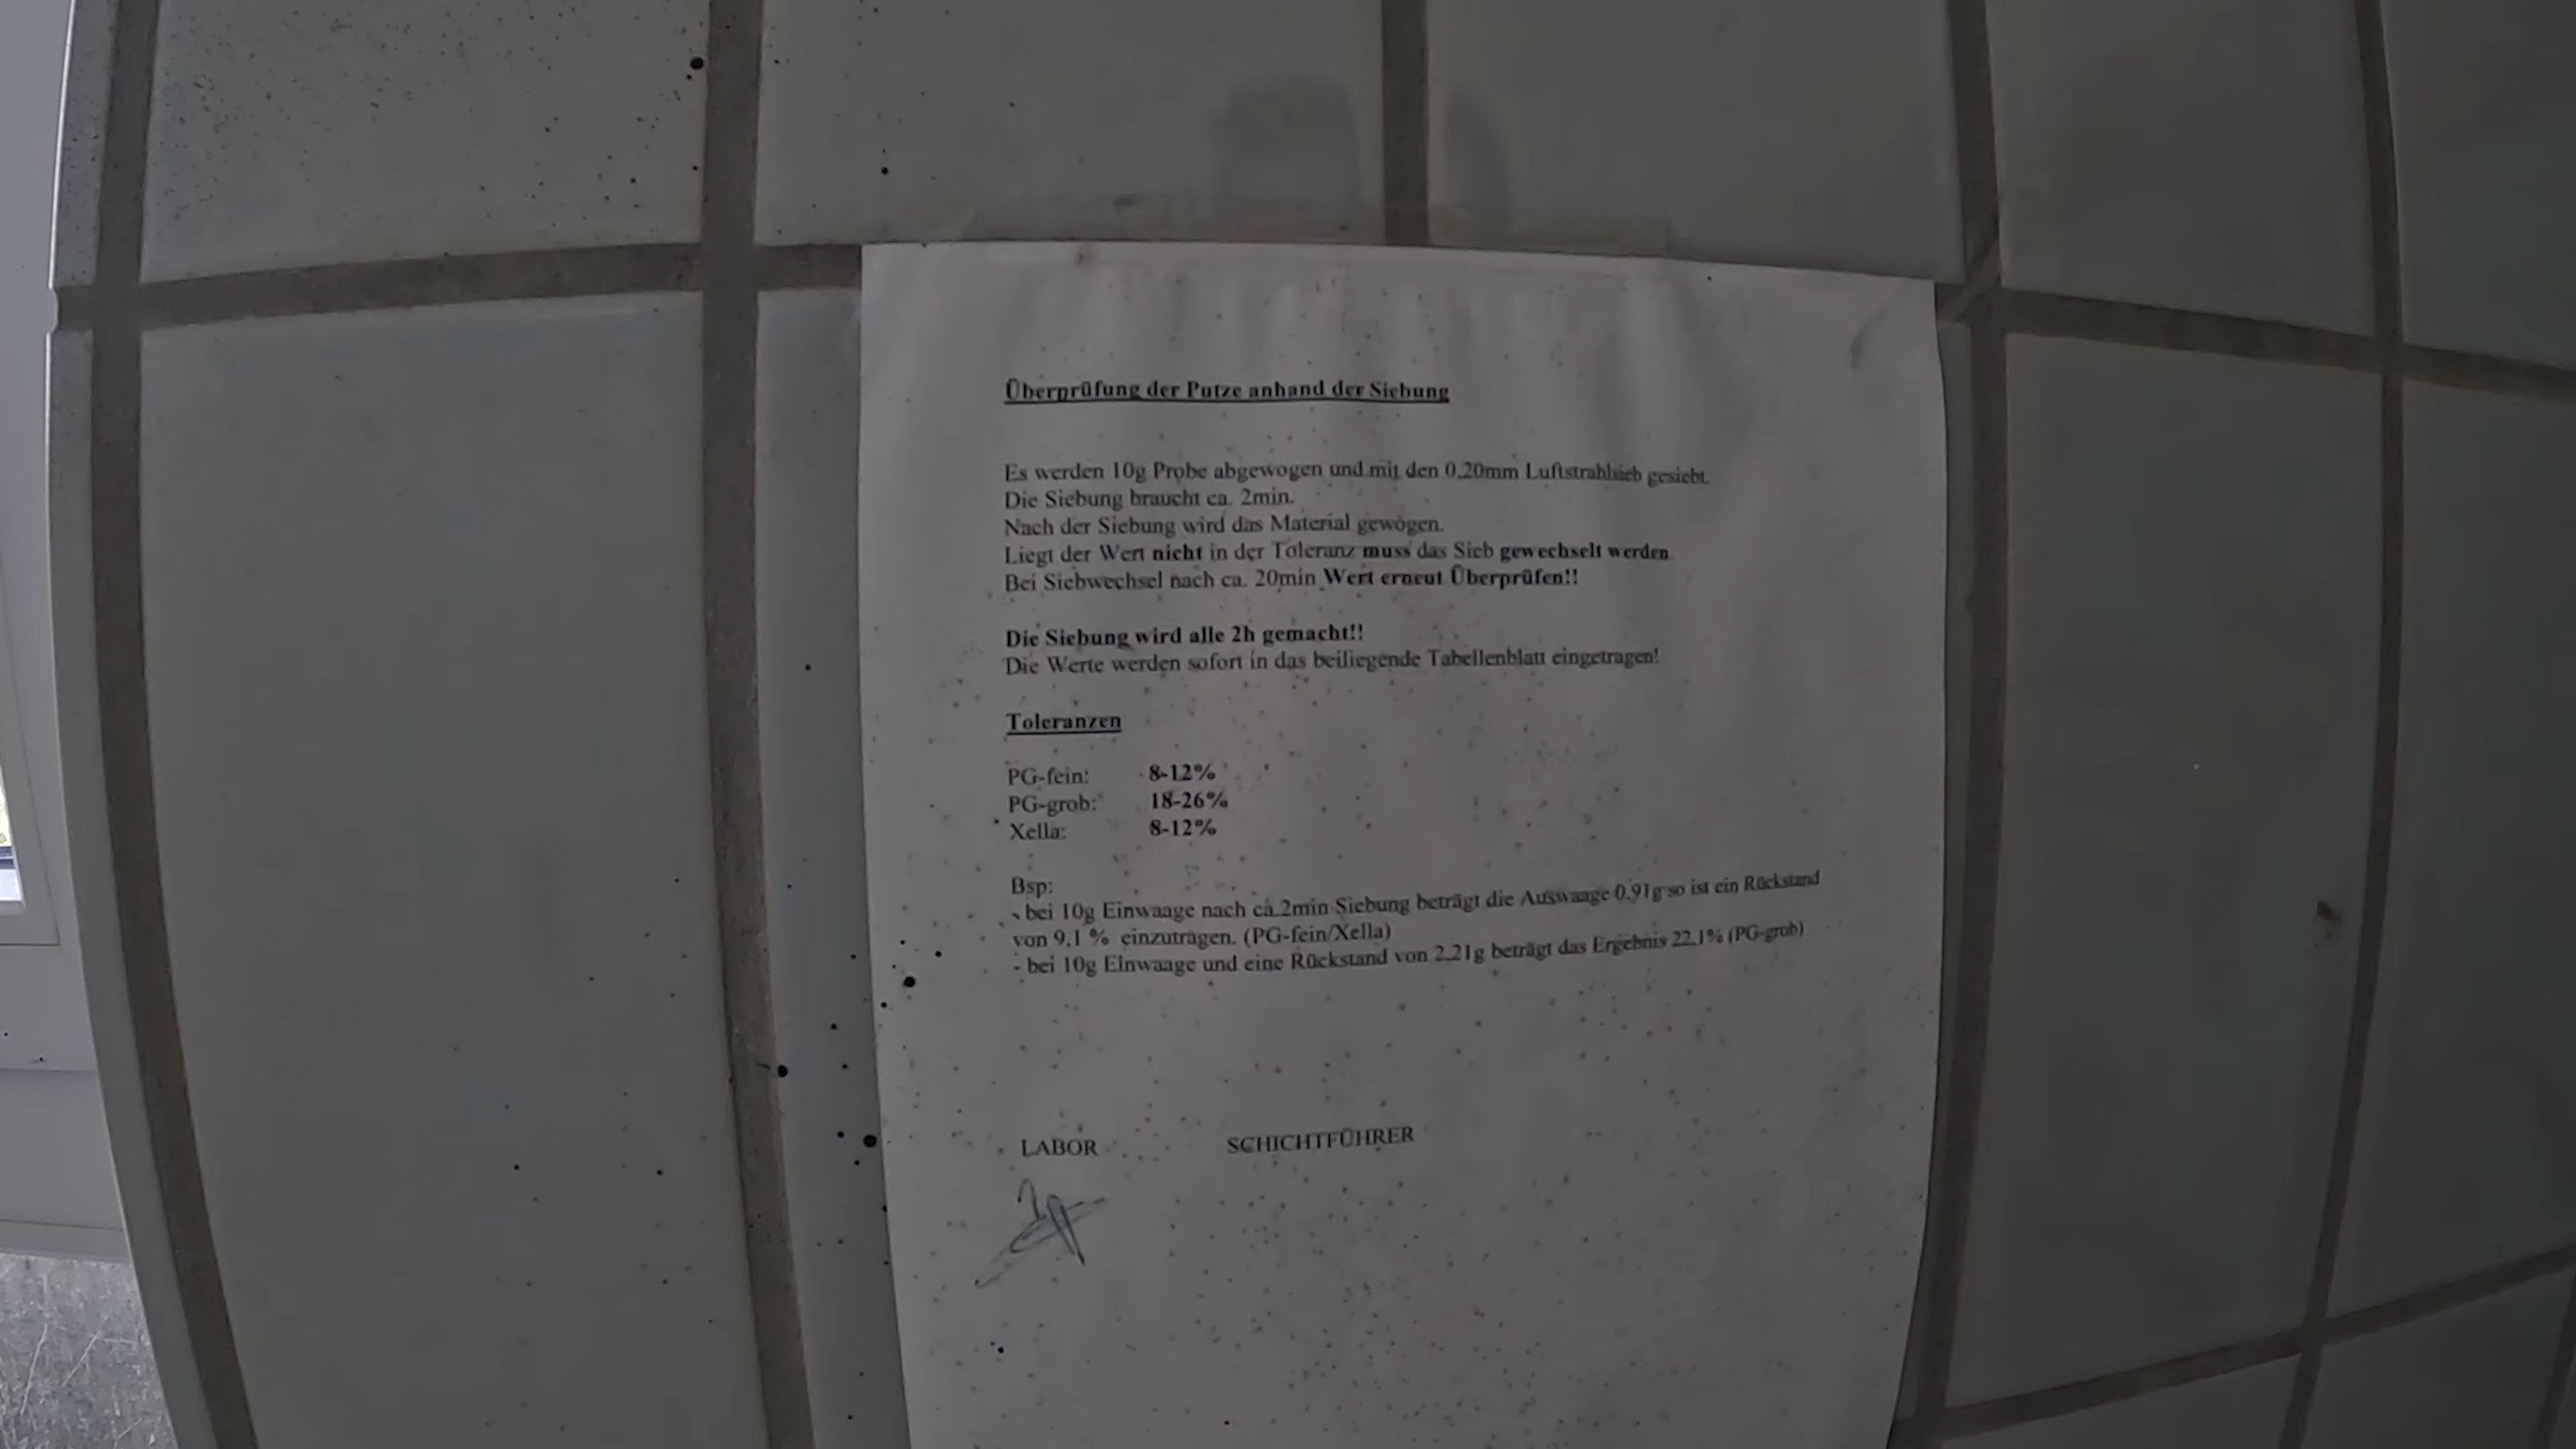 Überprüfung der Putze anhand der Siebung
Es werden 10g Probe abgewogen und mit den 0,20mm Luftstrahlsieb gesiebt.
Die Siebung braucht ca. 2min.
Nach der Siebung wird das Material gewogen.
Liegt der Wert nicht in der Toleranz muss das Sieb gewechselt werden
Bei Siebwechsel nach ca. 20min Wert erneut Überprüfen!!
Die Siebung wird alle 2h gemacht!!
Die Werte werden sofort in das beiliegende Tabellenblatt eingetragen!
Toleranzen
PG-fein: 8-12%
PG-grob: 18-26%
Xella: 8-12%
Bsp:
- bei 10g Einwaage nach ca.2min Siebung beträgt die Auswaage 0,91g so ist ein Rückstand
von 9,1 % einzutragen. (PG-fein/Xella)
- bei 10g Einwaage und eine Rückstand von 2,21g beträgt das Ergebnis 22,1% (PG-grob)
LABOR SCHICHTFÜHRER